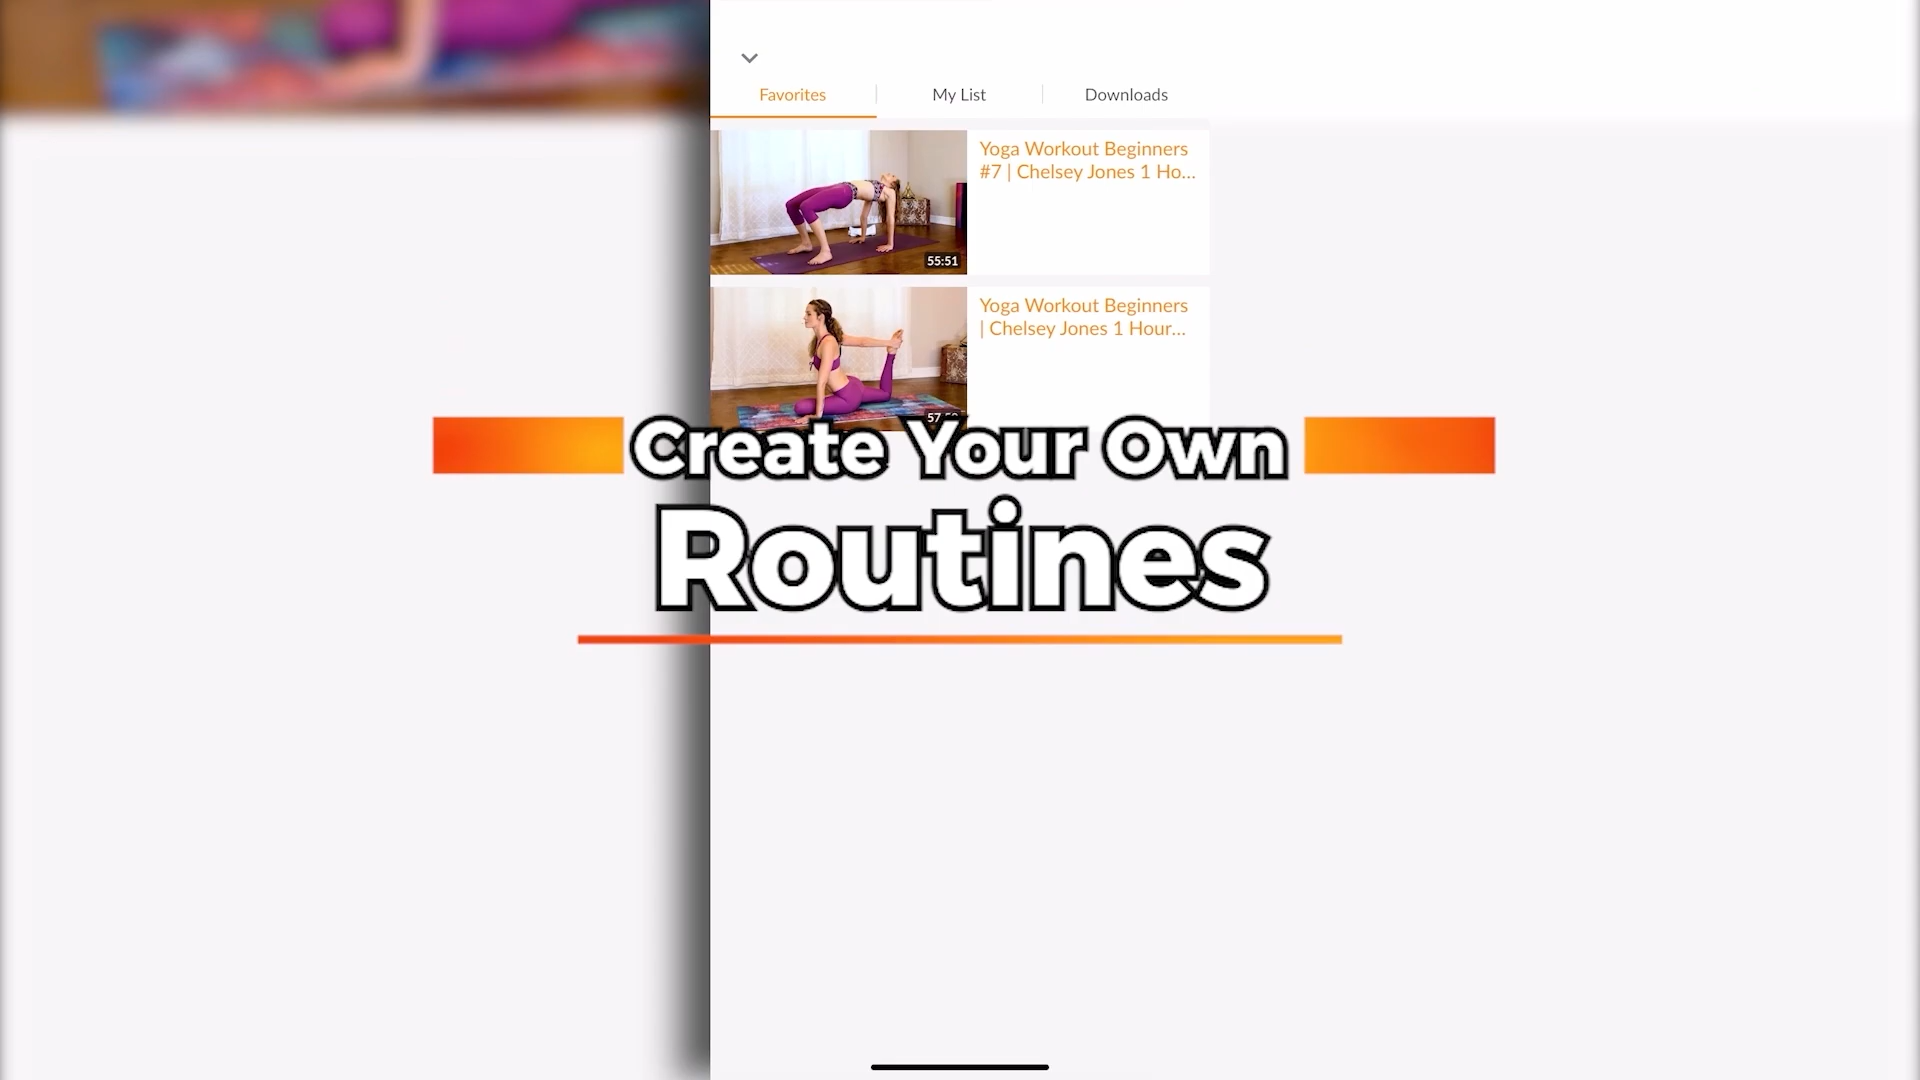 Favorites
My List
Downloads
Yoga Workout Beginners
#7 | Chelsey Jones 1 Ho...
55:51
Yoga Workout Beginners
| Chelsey Jones 1 Hour...
Create Your Own
Routines